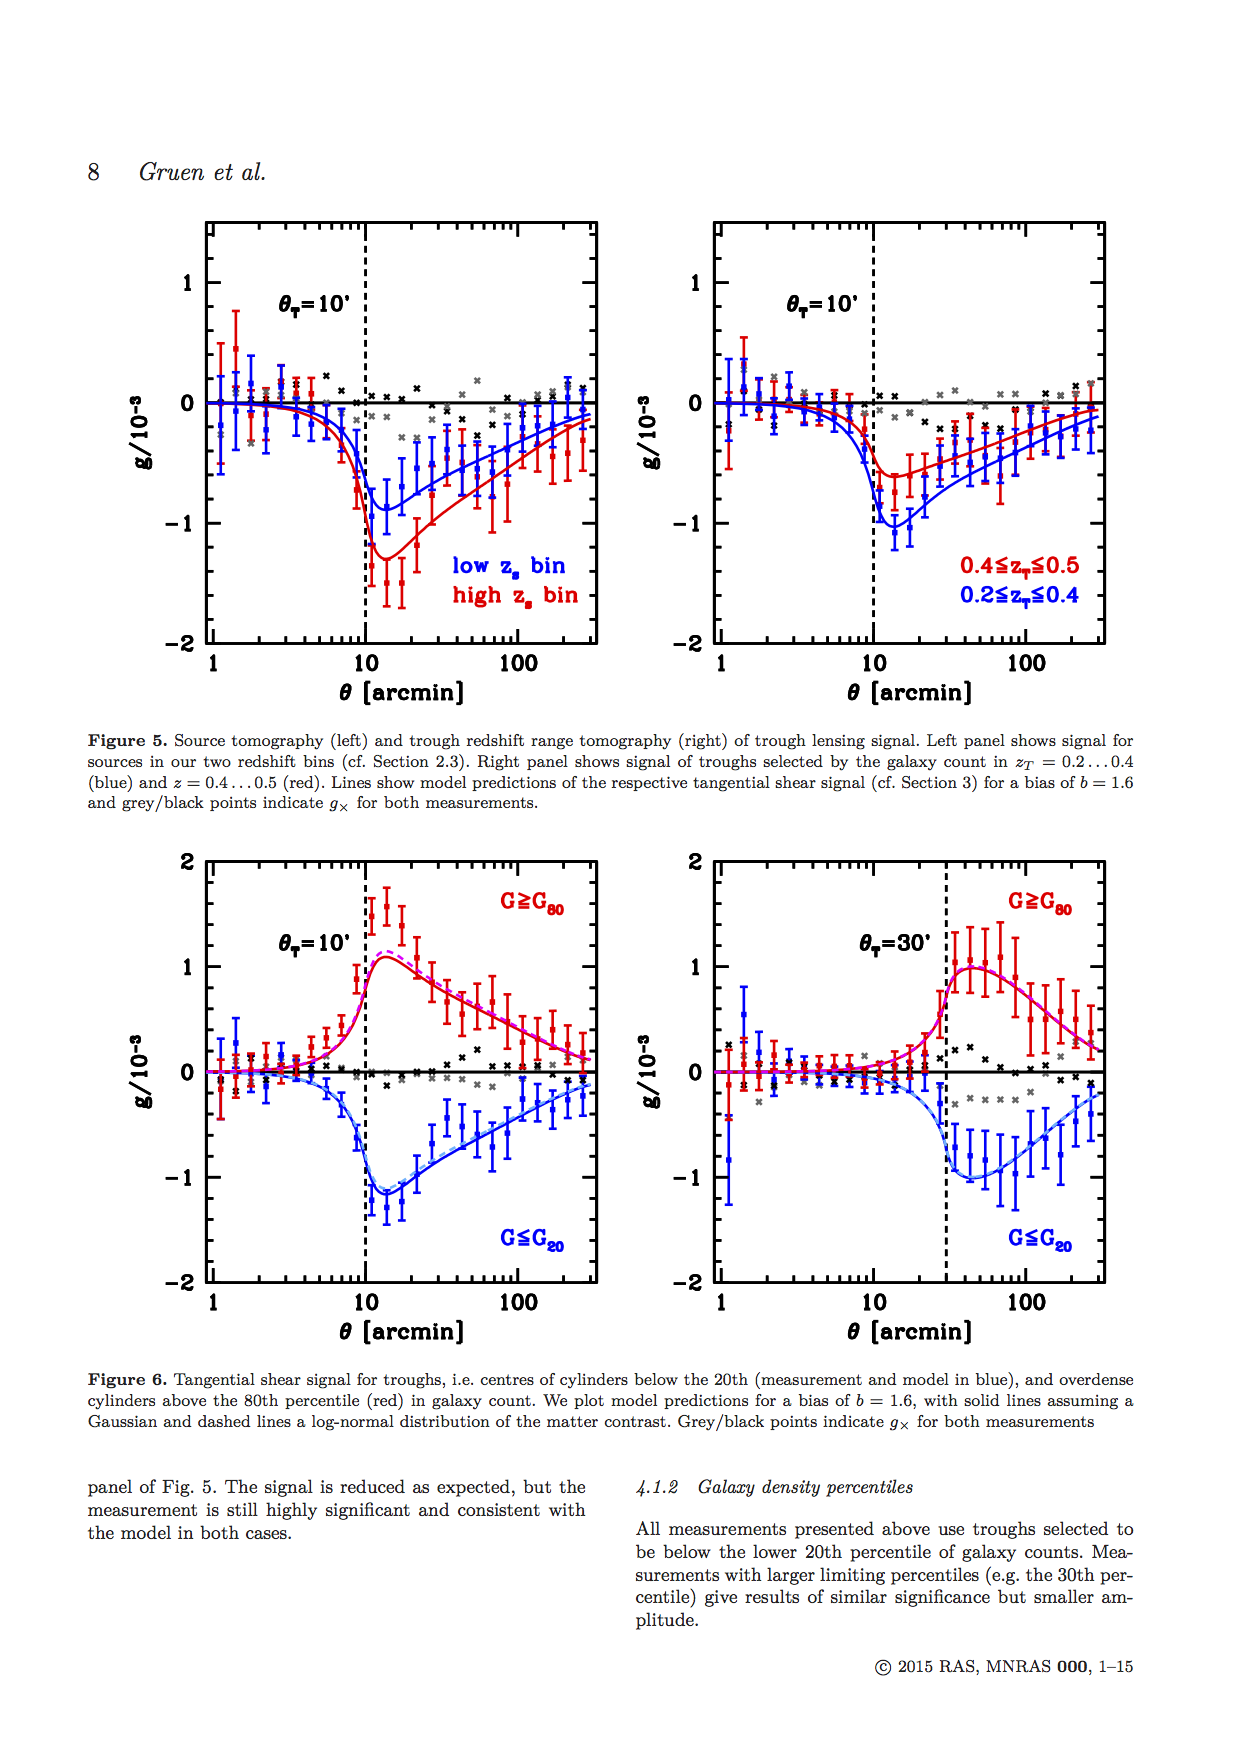 8 Gruen et al.
1
0
−1
−2
g/10⁻³
θ_T=10'
low z_s bin
high z_s bin
1 10 100
θ [arcmin]
1
0
−1
−2
g/10⁻³
θ_T=10'
0.4≤z_T≤0.5
0.2≤z_T≤0.4
1 10 100
θ [arcmin]
Figure 5. Source tomography (left) and trough redshift range tomography (right) of trough lensing signal. Left panel shows signal for
sources in our two redshift bins (cf. Section 2.3). Right panel shows signal of troughs selected by the galaxy count in z_T = 0.2 . . . 0.4
(blue) and z = 0.4 . . . 0.5 (red). Lines show model predictions of the respective tangential shear signal (cf. Section 3) for a bias of b = 1.6
and grey/black points indicate g_× for both measurements.
2
1
0
−1
−2
g/10⁻³
G≧G₈₀
θ_T=10'
G≦G₂₀
1 10 100
θ [arcmin]
2
1
0
−1
−2
g/10⁻³
G≧G₈₀
θ_T=30'
G≦G₂₀
1 10 100
θ [arcmin]
Figure 6. Tangential shear signal for troughs, i.e. centres of cylinders below the 20th (measurement and model in blue), and overdense
cylinders above the 80th percentile (red) in galaxy count. We plot model predictions for a bias of b = 1.6, with solid lines assuming a
Gaussian and dashed lines a log-normal distribution of the matter contrast. Grey/black points indicate g_× for both measurements
panel of Fig. 5. The signal is reduced as expected, but the
measurement is still highly significant and consistent with
the model in both cases.
4.1.2 Galaxy density percentiles
All measurements presented above use troughs selected to
be below the lower 20th percentile of galaxy counts. Mea-
surements with larger limiting percentiles (e.g. the 30th per-
centile) give results of similar significance but smaller am-
plitude.
© 2015 RAS, MNRAS 000, 1–15